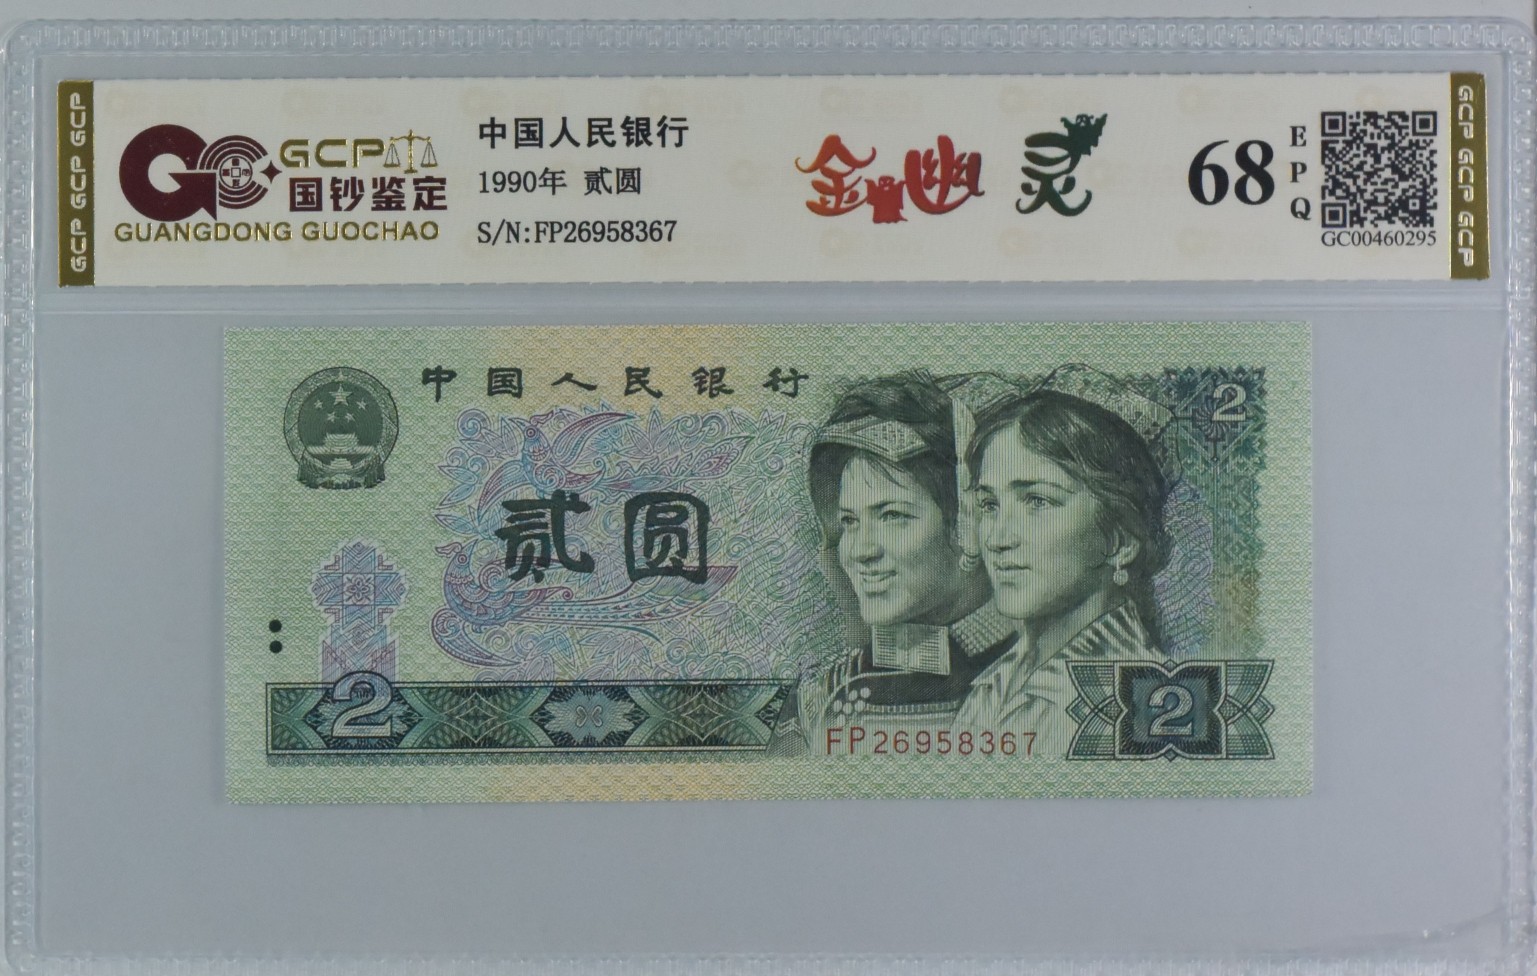 GCP GCP GCP
GCP
国钞鉴定
GUANGDONG GUOCHAO
中国人民银行
1990年 贰圆
S/N:FP26958367
金幽灵
68
EPQ
GC00460295
GCP GCP GCP
中国人民银行
2
贰圆
2
FP26958367
2